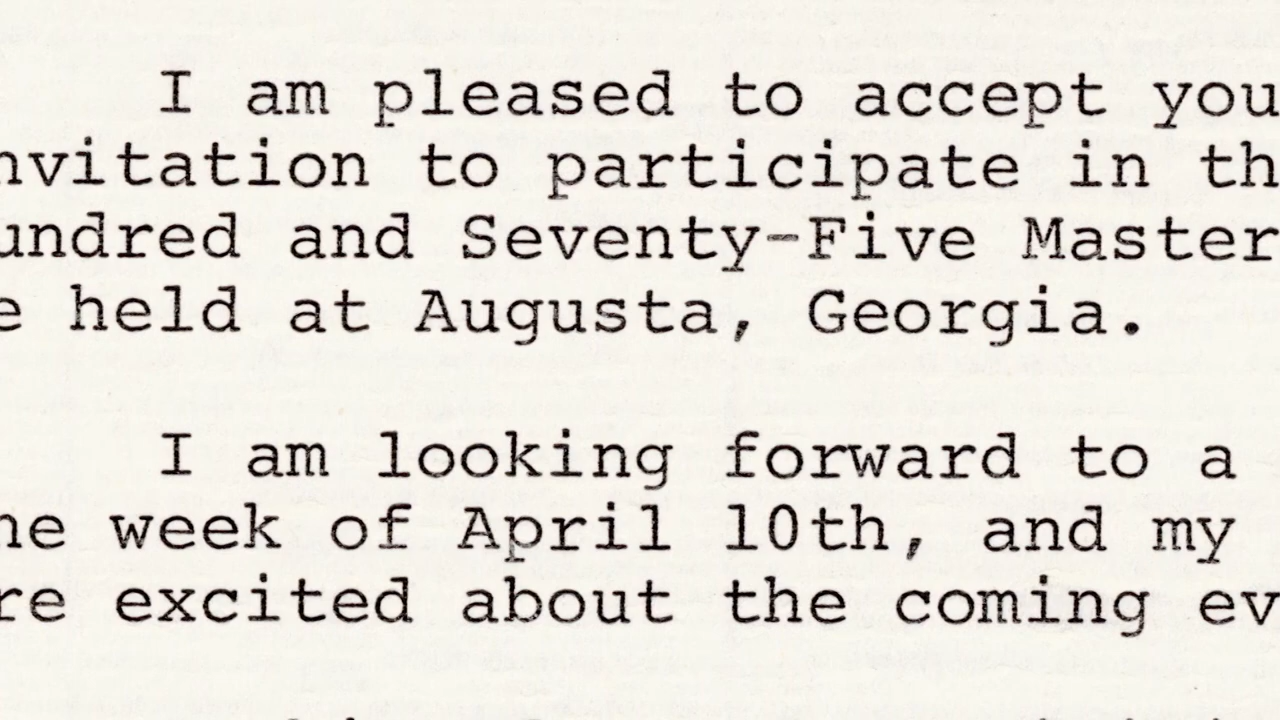 I am pleased to accept you
nvitation to participate in th
undred and Seventy-Five Master
e held at Augusta, Georgia.
I am looking forward to a
he week of April 10th, and my
re excited about the coming ev